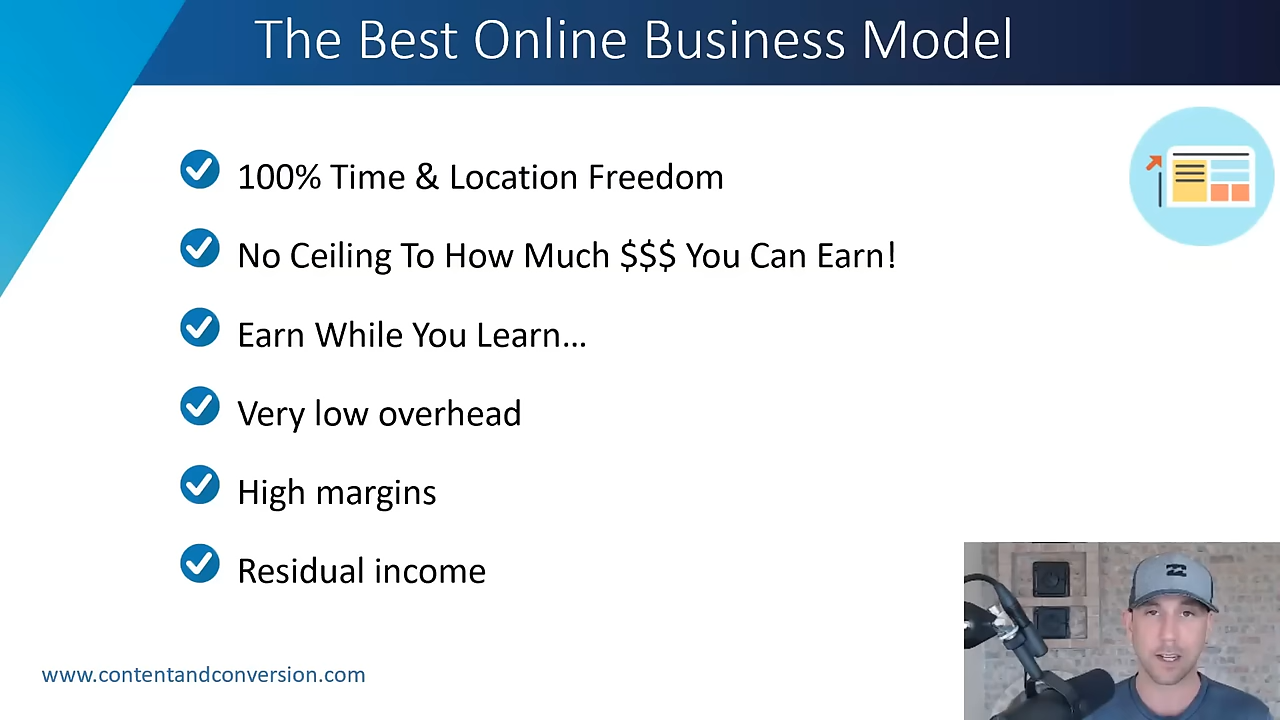 The Best Online Business Model
100% Time & Location Freedom
No Ceiling To How Much $$$ You Can Earn!
Earn While You Learn...
Very low overhead
High margins
Residual income
www.contentandconversion.com